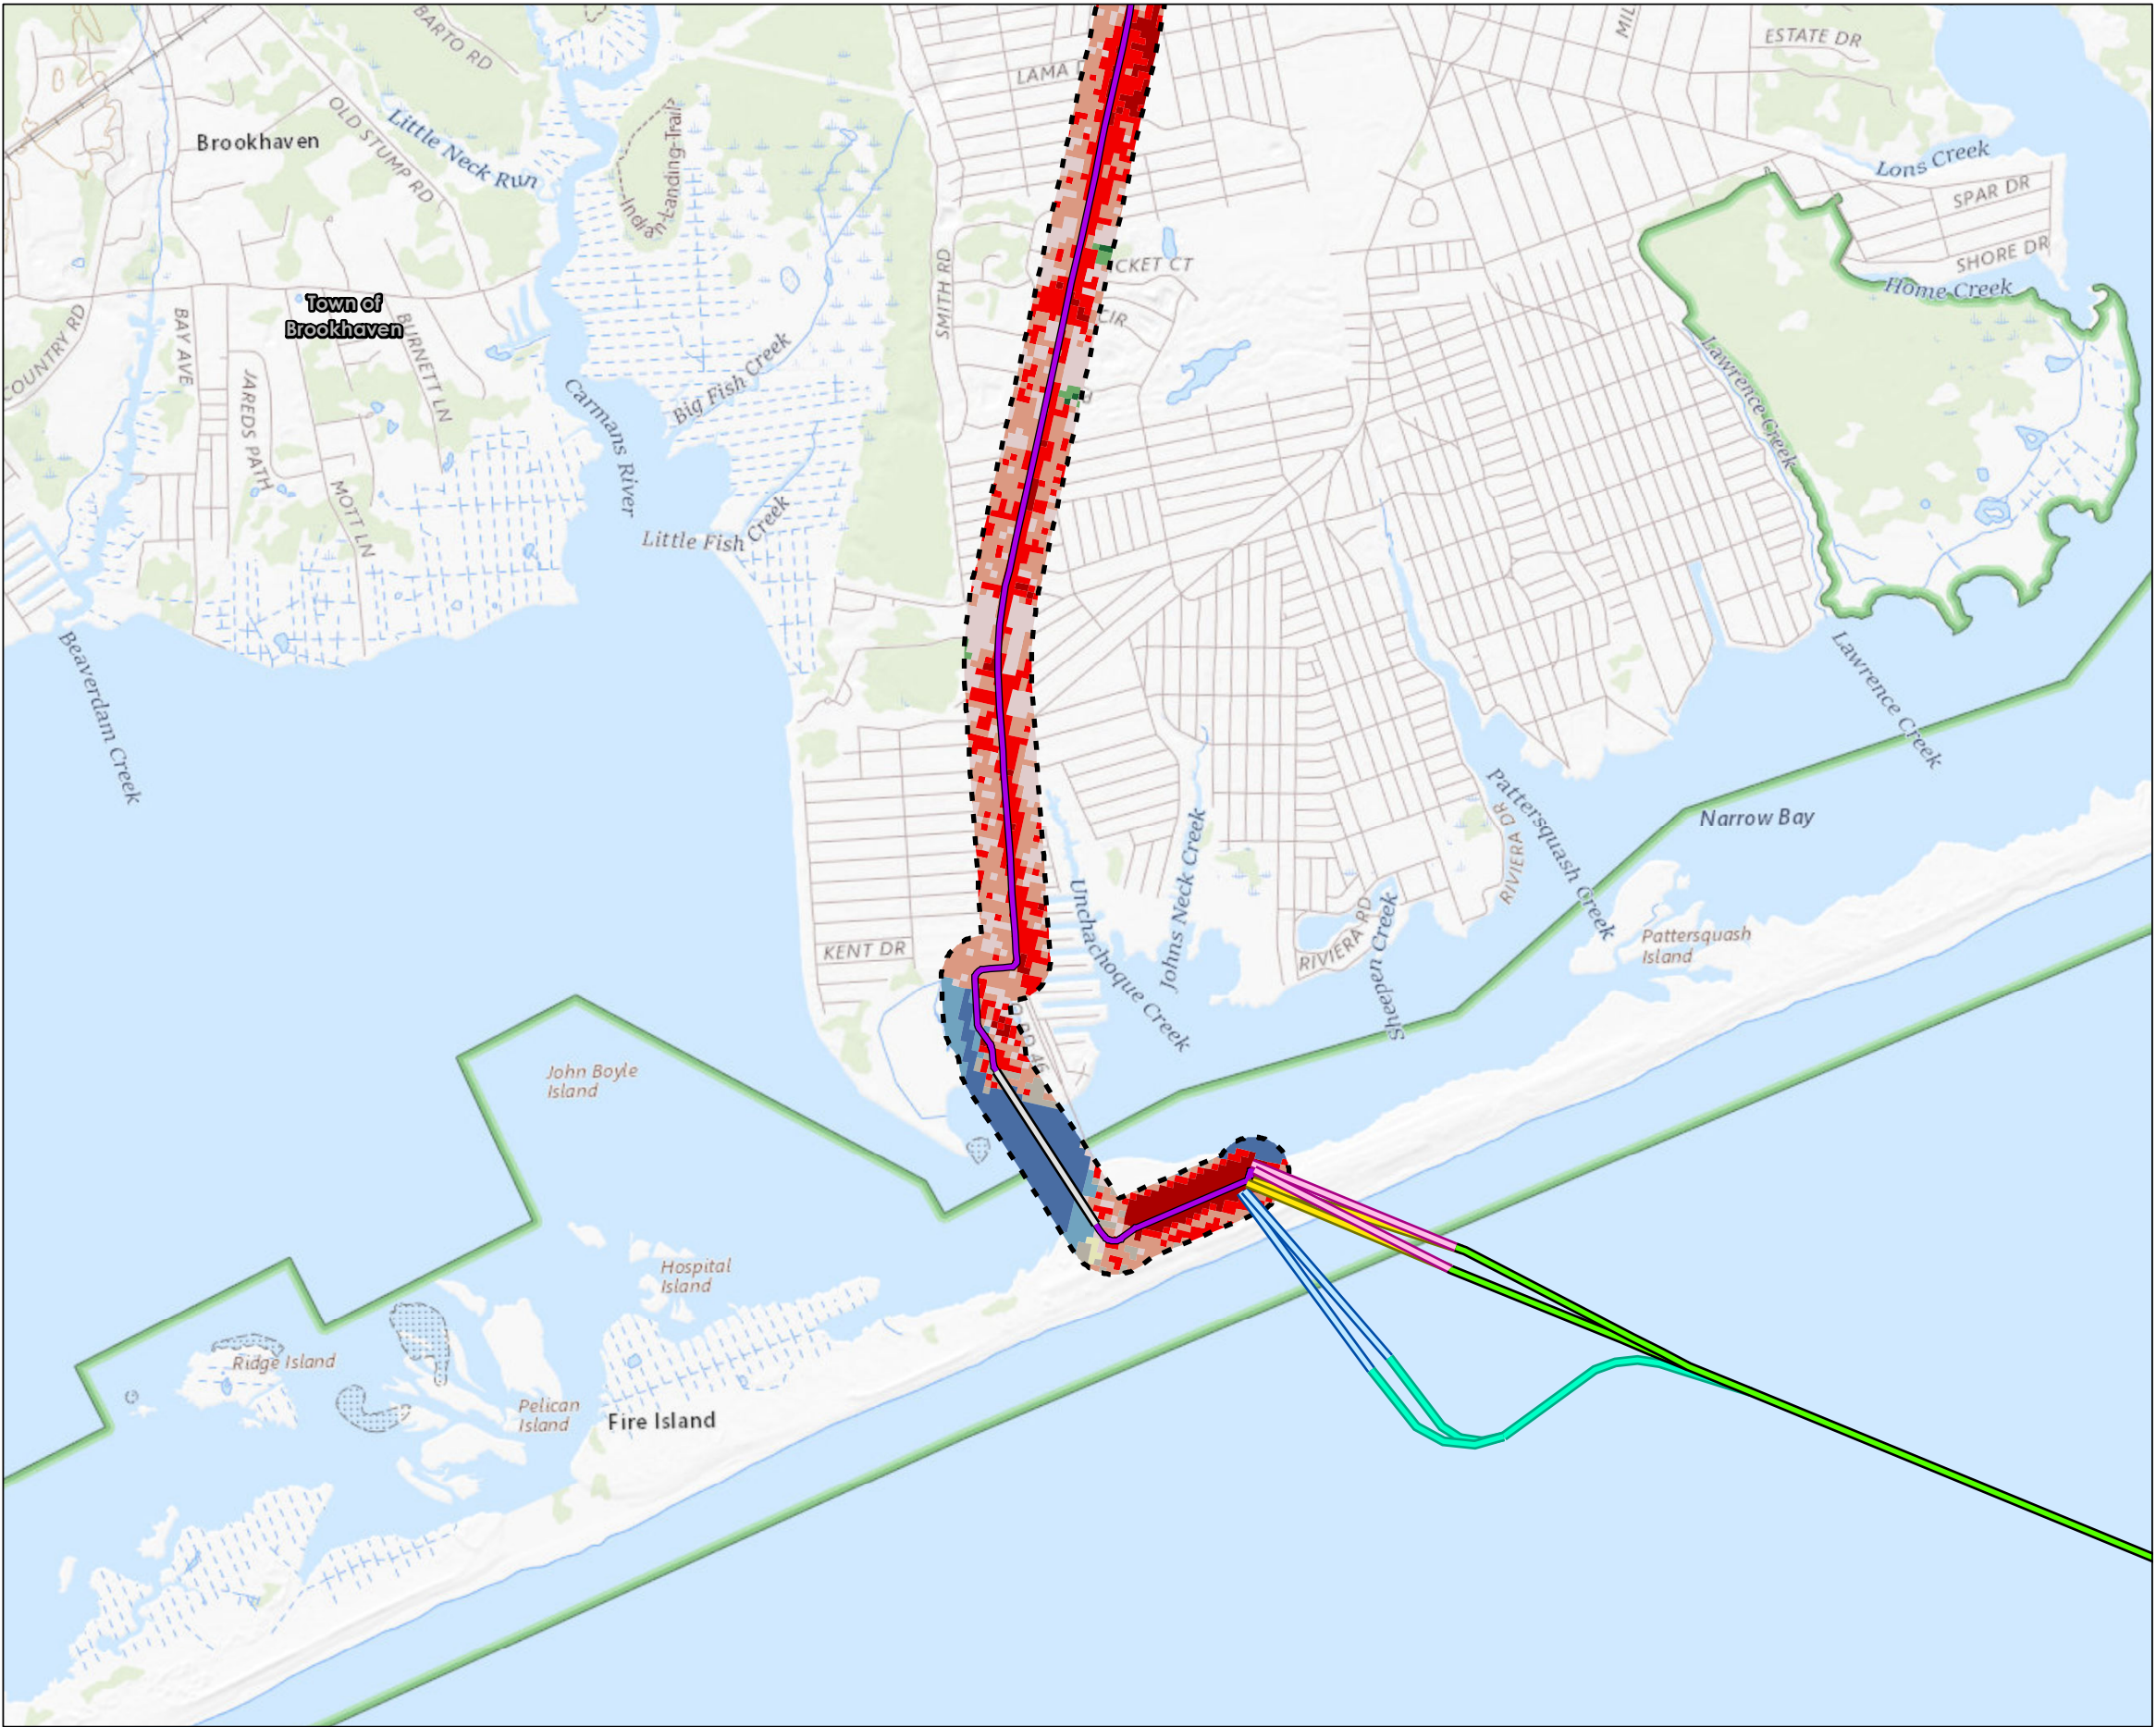 BARTO RD
LAMA
MIL
ESTATE DR
Brookhaven
OLD STUMP RD
Little Neck Run
Indian-Landing-Trail
Lons Creek
SPAR DR
SHORE DR
Home Creek
SMITH RD
CKET CT
CIR
Town of
Brookhaven
COUNTRY RD
BAY AVE
BURNETT LN
JAREDS PATH
MOTT LN
Big Fish Creek
Carmans River
Little Fish Creek
Lawrence Creek
Beaverdam Creek
Lawrence Creek
Narrow Bay
Pattersquash Creek
RIVIERA DR
Johns Neck Creek
Unchachoque Creek
KENT DR
RIVIERA RD
Sheepen Creek
Pattersquash
Island
RD 46
John Boyle
Island
Hospital
Island
Ridge Island
Pelican
Island
Fire Island